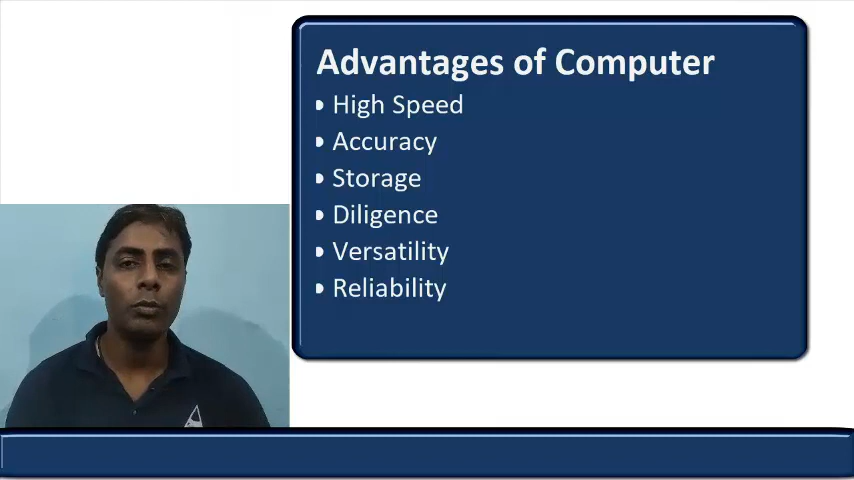 Advantages of Computer
• High Speed
• Accuracy
• Storage
• Diligence
• Versatility
• Reliability